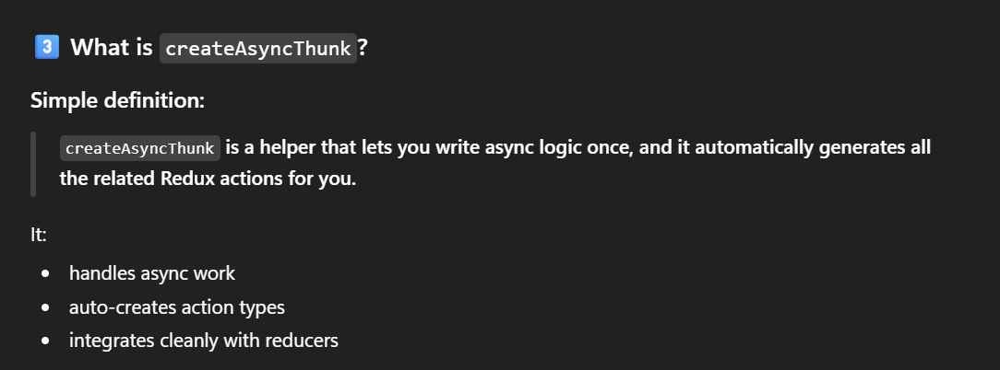 3 What is createAsyncThunk?
Simple definition:
createAsyncThunk is a helper that lets you write async logic once, and it automatically generates all
the related Redux actions for you.
It:
• handles async work
• auto-creates action types
• integrates cleanly with reducers